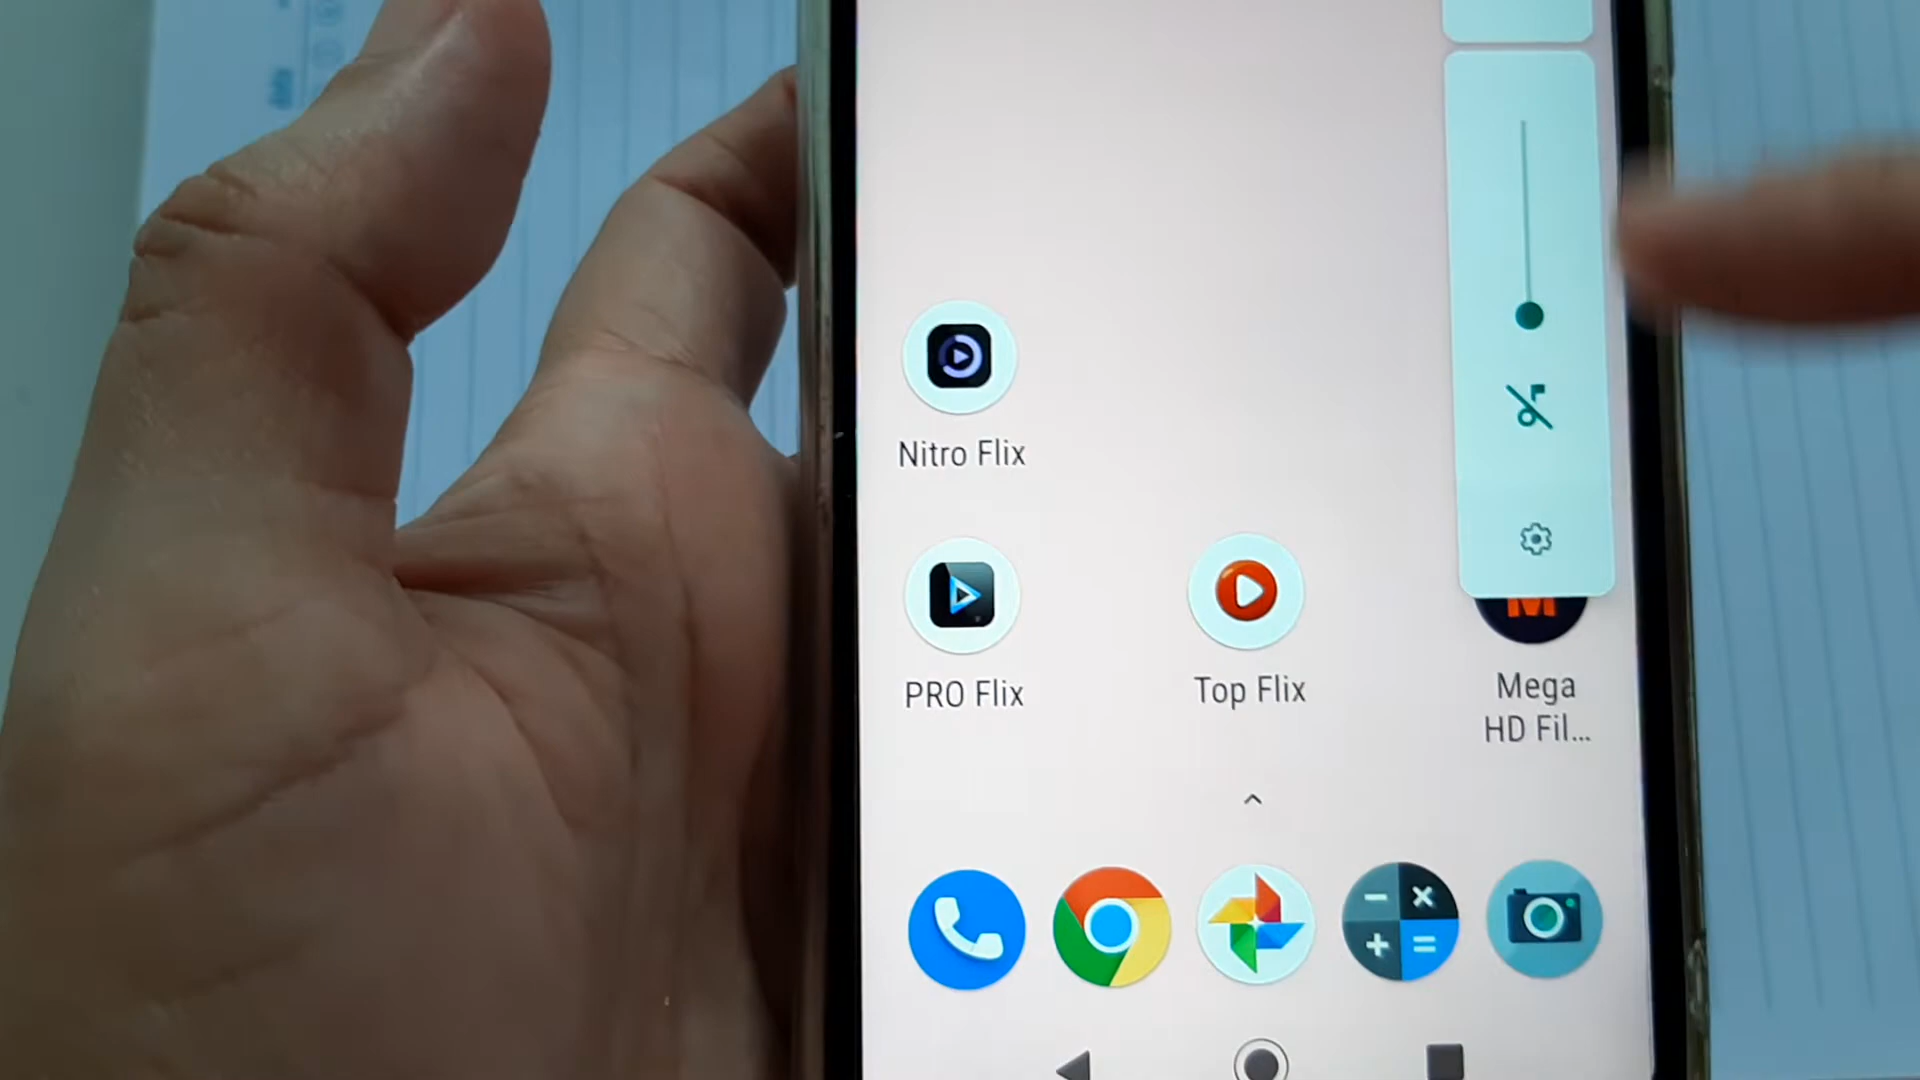 Nitro Flix
PRO Flix
Top Flix
Mega
HD Fil...